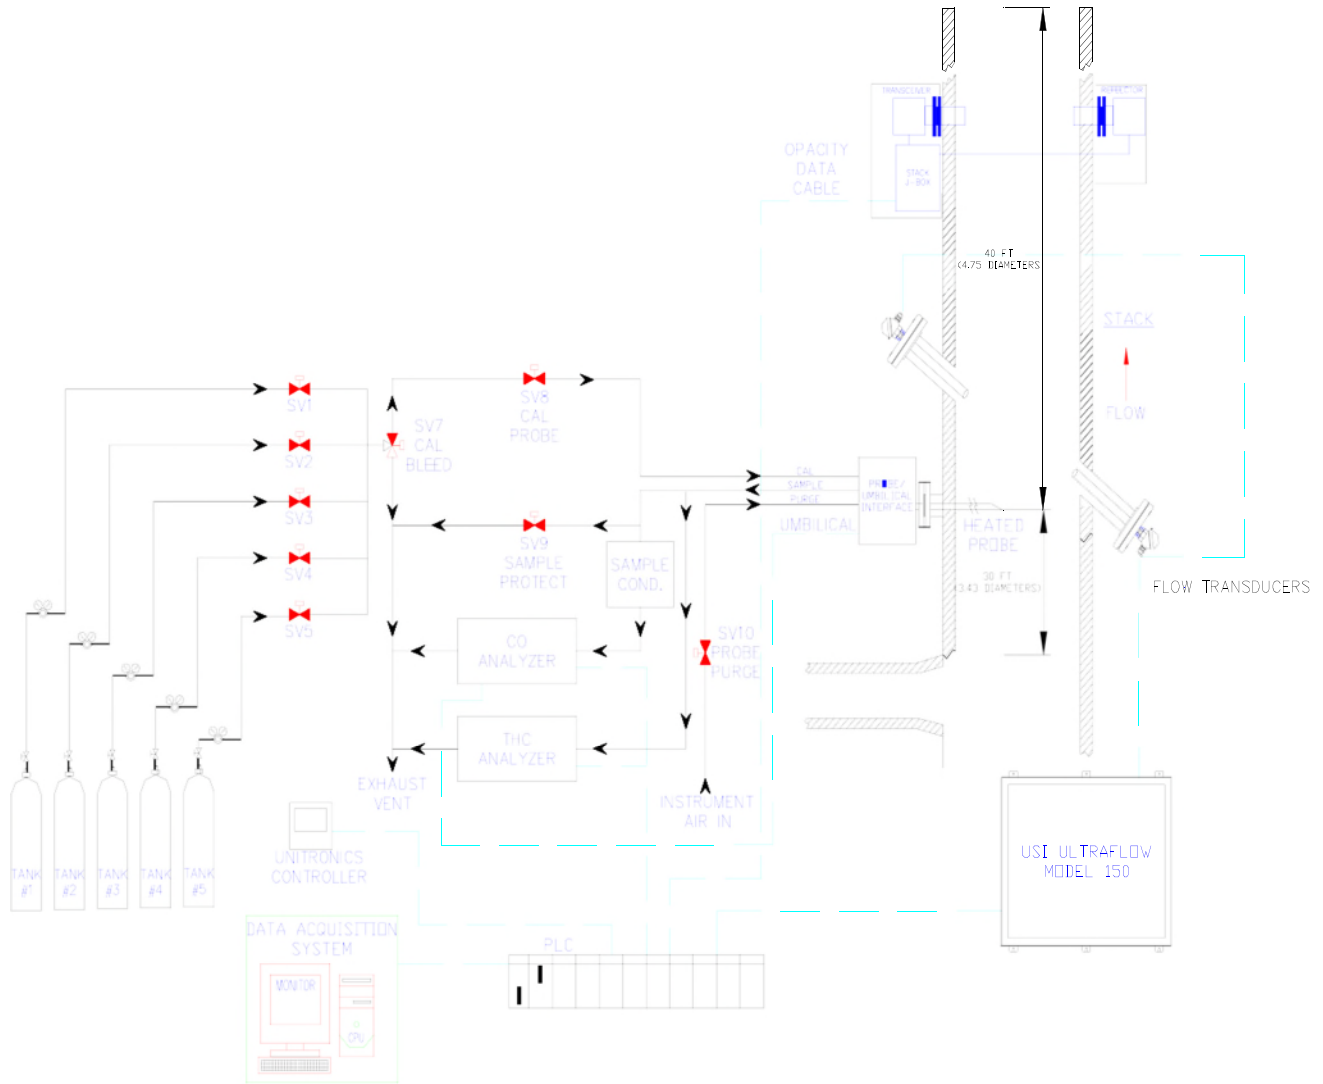 TRANSCEIVER
REFLECTOR
OPACITY
DATA
CABLE
STACK
J-BOX
40 FT
(4.75 DIAMETERS
STACK
FLOW
SV1
SV2
SV3
SV4
SV5
SV7
CAL
BLEED
SV8
CAL
PROBE
CAL
SAMPLE
PURGE
UMBILICAL
PROBE/
UMBILICAL
INTERFACE
HEATED
PROBE
SV9
SAMPLE
PROTECT
SAMPLE
COND.
30 FT
(3.43 DIAMETERS)
FLOW TRANSDUCERS
CO
ANALYZER
SV10
PROBE
PURGE
THC
ANALYZER
EXHAUST
VENT
INSTRUMENT
AIR IN
UNITRONICS
CONTROLLER
TANK
#1
TANK
#2
TANK
#3
TANK
#4
TANK
#5
USI ULTRAFLOW
MODEL 150
DATA ACQUISITION
SYSTEM
MONITOR
CPU
PLC